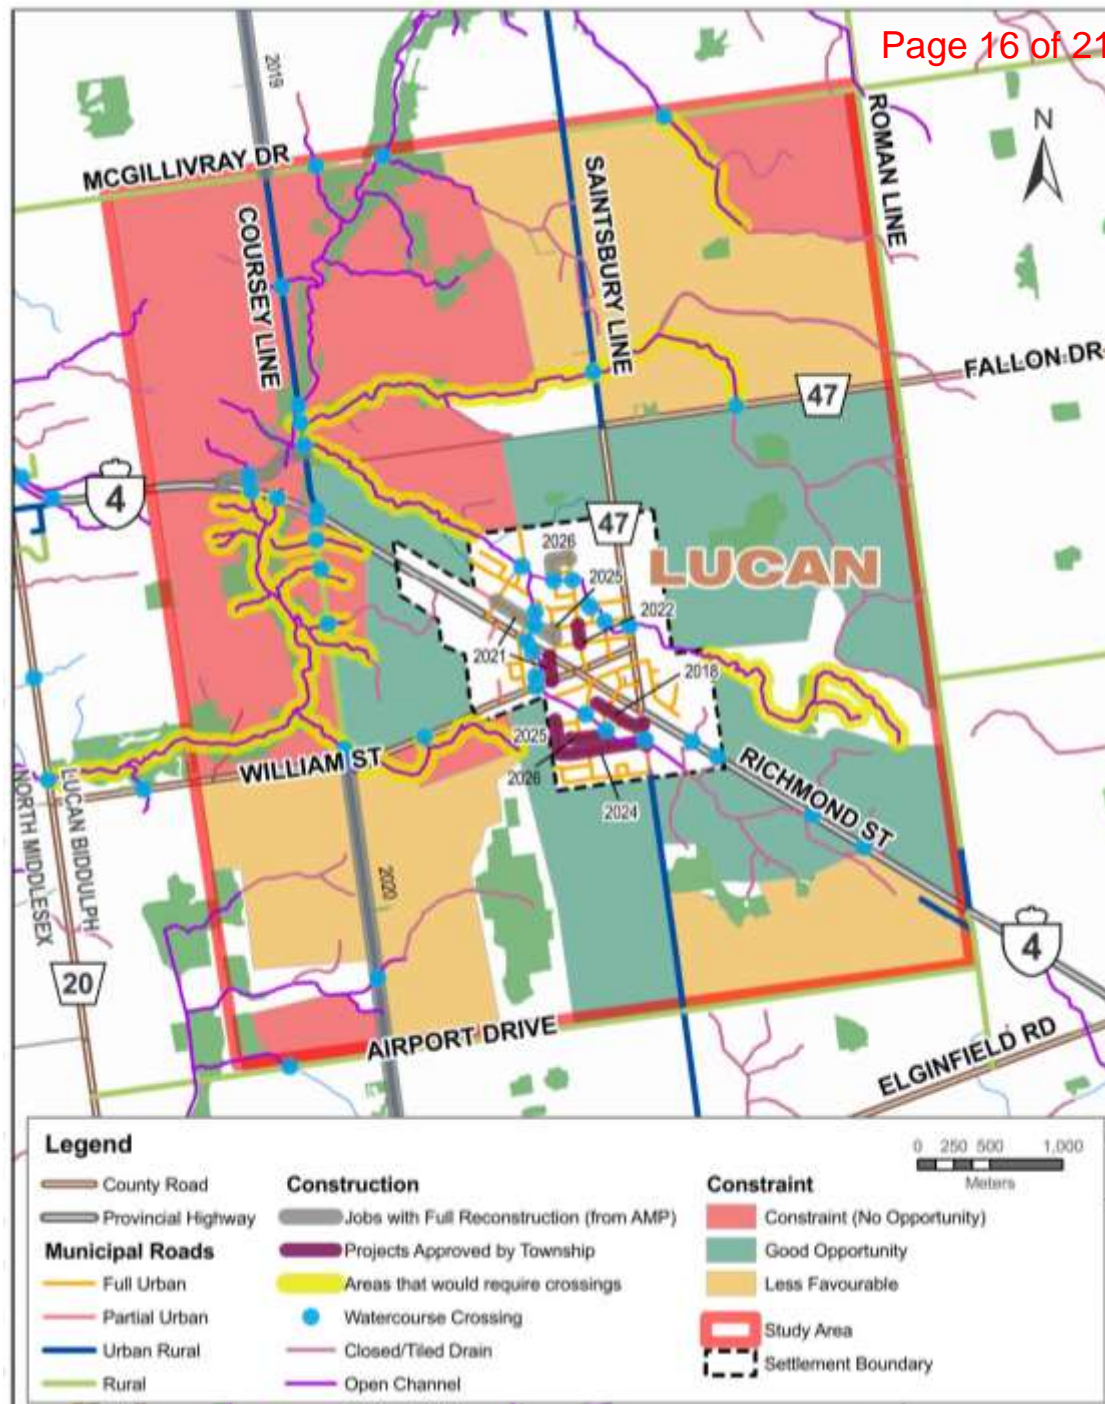 Page 16 of 21
2019
MCGILLIVRAY DR
ROMAN LINE
N
SAINTSBURY LINE
COURSEY LINE
FALLON DR
47
4
47
LUCAN
2026
2025
2022
2021
2018
2025
2026
2024
WILLIAM ST
RICHMOND ST
NORTH MIDDLESEX
LUCAN BIDDULPH
2020
20
4
AIRPORT DRIVE
ELGINFIELD RD
Legend
County Road
Provincial Highway
Municipal Roads
Full Urban
Partial Urban
Urban Rural
Rural
Construction
Jobs with Full Reconstruction (from AMP)
Projects Approved by Township
Areas that would require crossings
Watercourse Crossing
Closed/Tiled Drain
Open Channel
0 250 500 1,000
Meters
Constraint
Constraint (No Opportunity)
Good Opportunity
Less Favourable
Study Area
Settlement Boundary